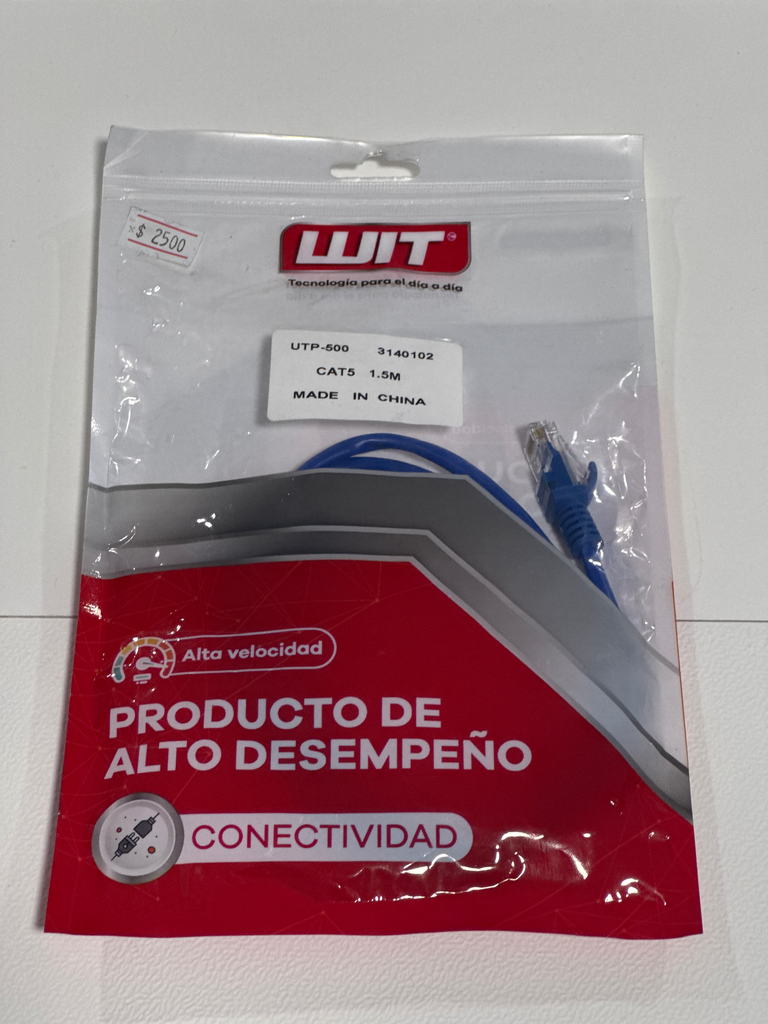 $ 2500
WIT
Tecnología para el día a día
UTP-500 3140102
CAT5 1.5M
MADE IN CHINA
Alta velocidad
PRODUCTO DE
ALTO DESEMPEÑO
CONECTIVIDAD